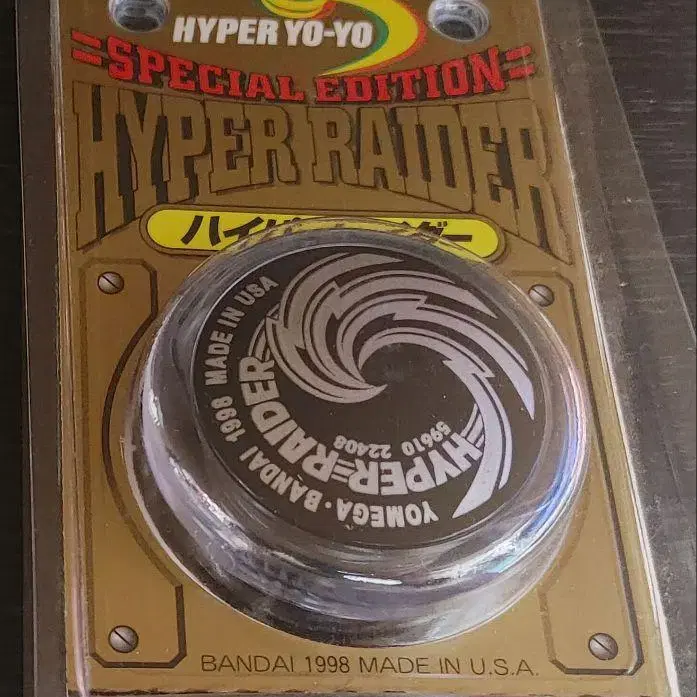 HYPER YO-YO
SPECIAL EDITION
HYPER RAIDER
YOMEGA・BANDAI 1998 MADE IN USA
HYPER RAIDER
59610 22408
BANDAI 1998 MADE IN U.S.A.